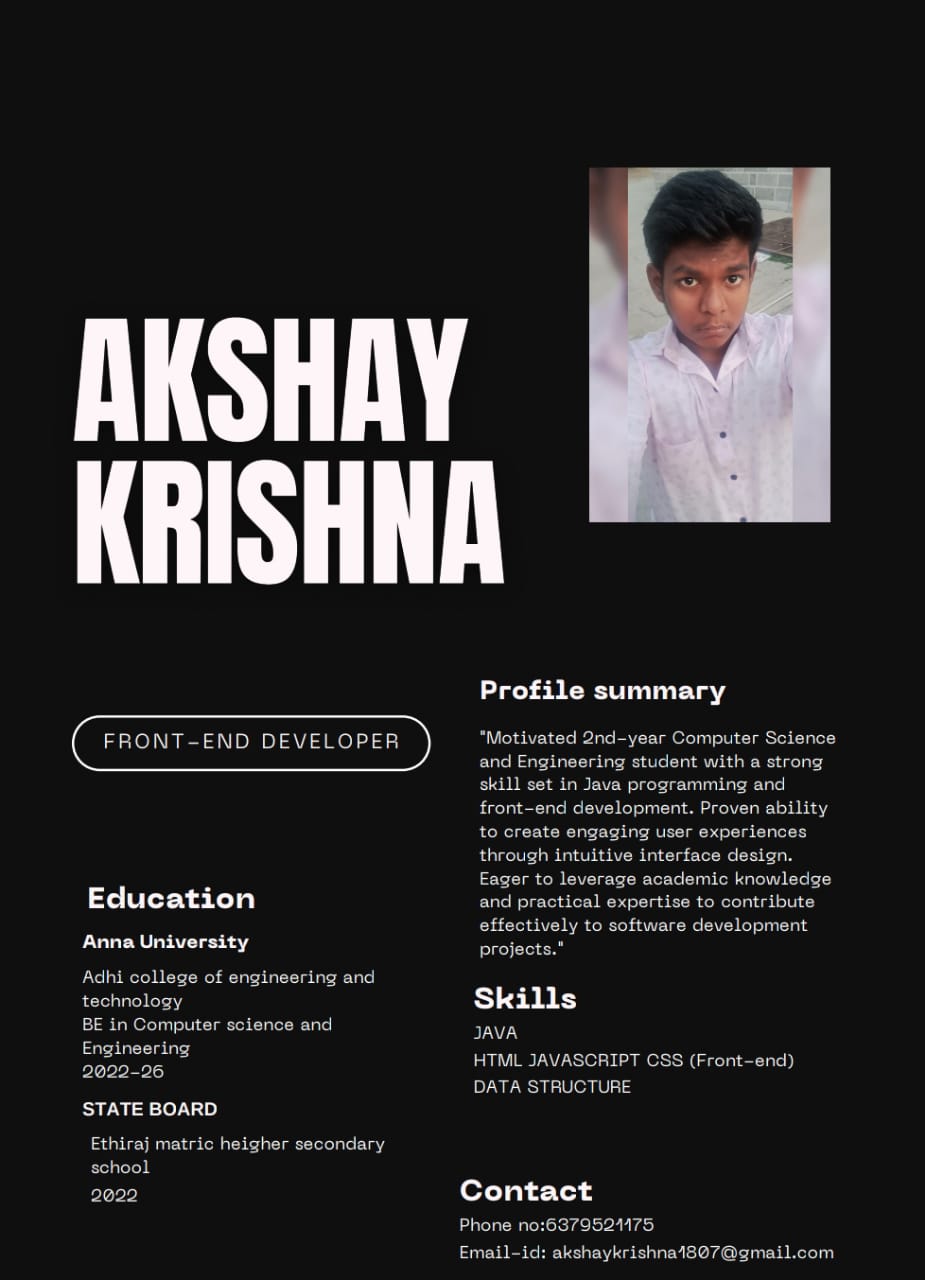 AKSHAY
KRISHNA
FRONT-END DEVELOPER
Education
Anna University
Adhi college of engineering and
technology
BE in Computer science and
Engineering
2022-26
STATE BOARD
Ethiraj matric heigher secondary
school
2022
Profile summary
"Motivated 2nd-year Computer Science
and Engineering student with a strong
skill set in Java programming and
front-end development. Proven ability
to create engaging user experiences
through intuitive interface design.
Eager to leverage academic knowledge
and practical expertise to contribute
effectively to software development
projects."
Skills
JAVA
HTML JAVASCRIPT CSS (Front-end)
DATA STRUCTURE
Contact
Phone no:6379521175
Email-id: akshaykrishna1807@gmail.com